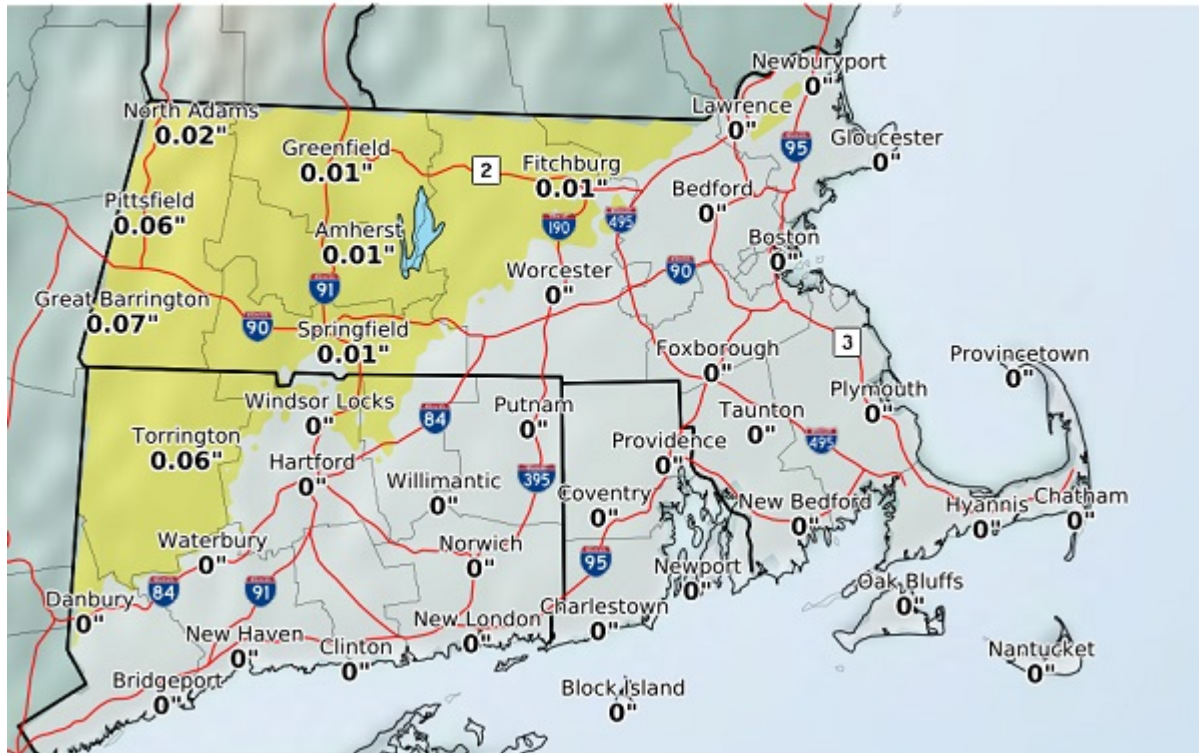 Newburyport
0"
North Adams
0.02"
Lawrence
0"
Gloucester
0"
95
Greenfield
0.01"
2
Fitchburg
0.01"
Bedford
0"
Pittsfield
0.06"
Amherst
0.01"
190
495
Boston
0"
Worcester
0"
90
91
Great Barrington
0.07"
90
Springfield
0.01"
Foxborough
0"
3
Provincetown
0"
Windsor Locks
0"
84
Putnam
0"
Taunton
0"
Plymouth
0"
Torrington
0.06"
Providence
0"
495
Hartford
0"
Willimantic
0"
395
Coventry
0"
New Bedford
0"
Hyannis
0"
Chatham
0"
Waterbury
0"
Norwich
0"
95
Newport
0"
Oak Bluffs
0"
Danbury
0"
84
91
New Haven
0"
Clinton
0"
New London
0"
Charlestown
0"
Nantucket
0"
Bridgeport
0"
Block Island
0"